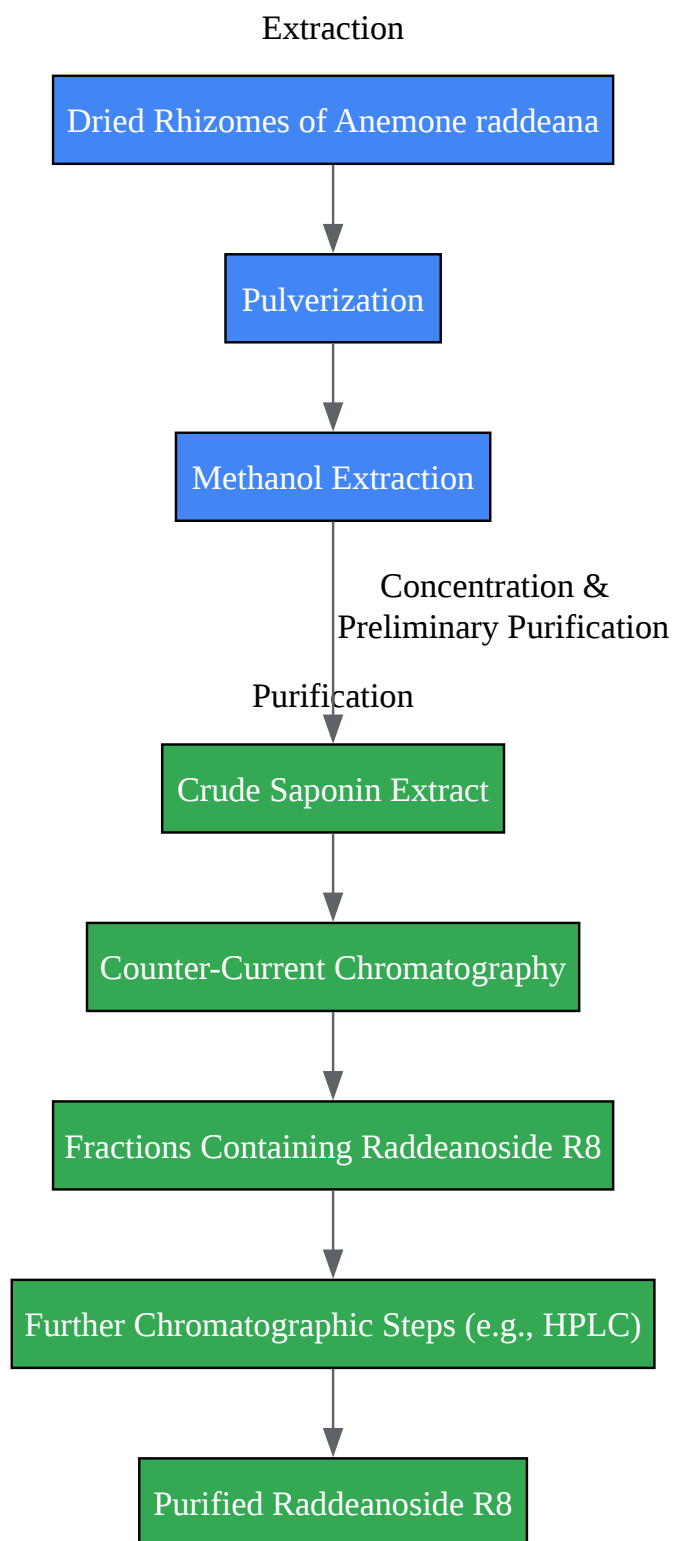 Extraction
Dried Rhizomes of Anemone raddeana
Pulverization
Methanol Extraction
Concentration &
Preliminary Purification
Purification
Crude Saponin Extract
Counter-Current Chromatography
Fractions Containing Raddeanoside R8
Further Chromatographic Steps (e.g., HPLC)
Purified Raddeanoside R8